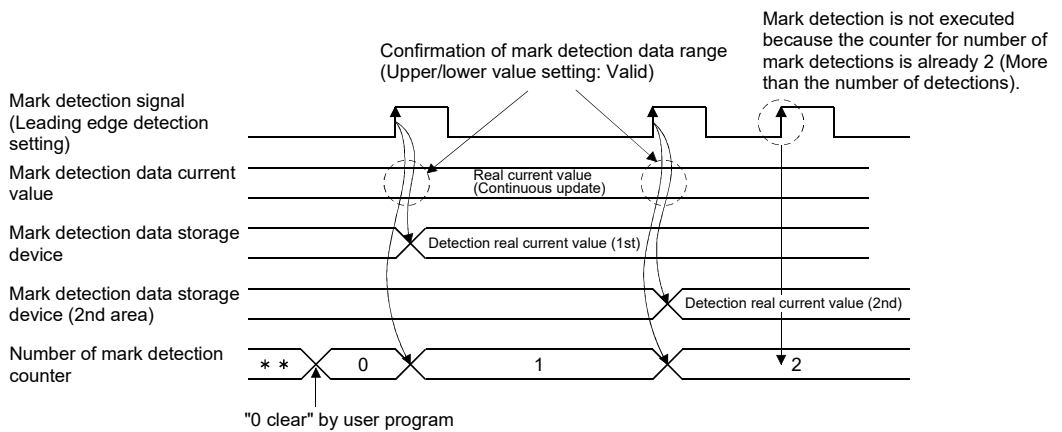 Mark detection is not executed
because the counter for number of
mark detections is already 2 (More
than the number of detections).
Confirmation of mark detection data range
(Upper/lower value setting: Valid)
Mark detection signal
(Leading edge detection
setting)
Mark detection data current
value
Real current value
(Continuous update)
Mark detection data storage
device
Detection real current value (1st)
Mark detection data storage
device (2nd area)
Detection real current value (2nd)
Number of mark detection
counter
* *
0
1
2
"0 clear" by user program